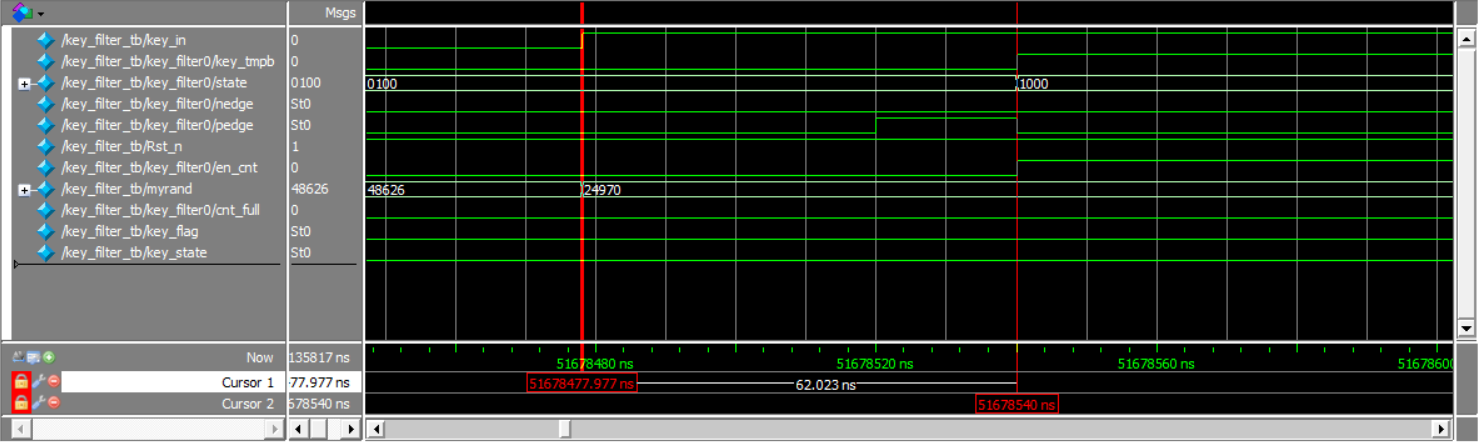 Msgs
/key_filter_tb/key_in 0
/key_filter_tb/key_filter0/key_tmpb 0
/key_filter_tb/key_filter0/state 0100 0100 1000
/key_filter_tb/key_filter0/nedge St0
/key_filter_tb/key_filter0/pedge St0
/key_filter_tb/Rst_n 1
/key_filter_tb/key_filter0/en_cnt 0
/key_filter_tb/myrand 48626 48626 24970
/key_filter_tb/key_filter0/cnt_full 0
/key_filter_tb/key_flag St0
/key_filter_tb/key_state St0
Now 135817 ns 51678480 ns 51678520 ns 51678560 ns 51678600
Cursor 1 77.977 ns 51678477.977 ns 62.023 ns
Cursor 2 678540 ns 51678540 ns